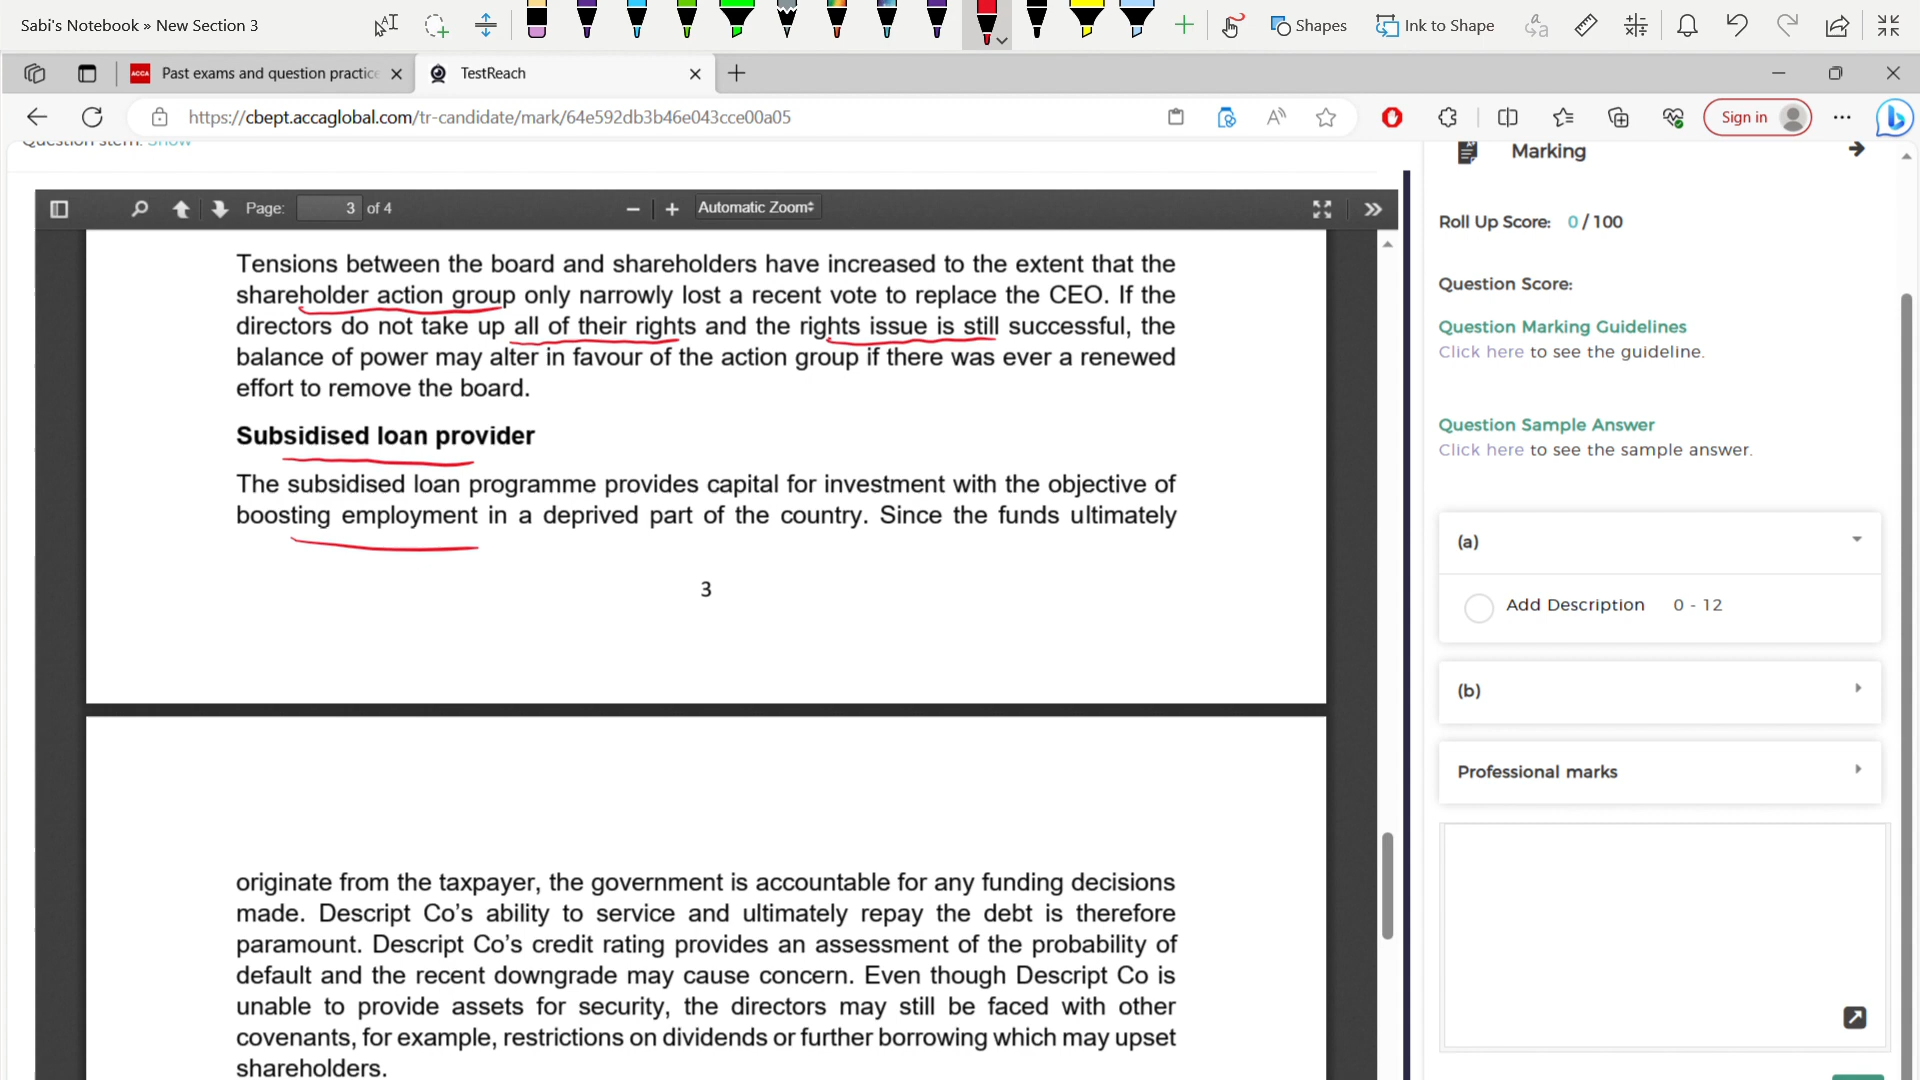 Sabi's Notebook » New Section 3
Shapes
Ink to Shape
ACCA
Past exams and question practice
TestReach
https://cbept.accaglobal.com/tr-candidate/mark/64e592db3b46e043cce00a05
Sign in
Question stem: Show
Page: 3 of 4
Automatic Zoom
Tensions between the board and shareholders have increased to the extent that the
shareholder action group only narrowly lost a recent vote to replace the CEO. If the
directors do not take up all of their rights and the rights issue is still successful, the
balance of power may alter in favour of the action group if there was ever a renewed
effort to remove the board.
Subsidised loan provider
The subsidised loan programme provides capital for investment with the objective of
boosting employment in a deprived part of the country. Since the funds ultimately
3
originate from the taxpayer, the government is accountable for any funding decisions
made. Descript Co's ability to service and ultimately repay the debt is therefore
paramount. Descript Co's credit rating provides an assessment of the probability of
default and the recent downgrade may cause concern. Even though Descript Co is
unable to provide assets for security, the directors may still be faced with other
covenants, for example, restrictions on dividends or further borrowing which may upset
shareholders.
Marking
Roll Up Score: 0 / 100
Question Score:
Question Marking Guidelines
Click here to see the guideline.
Question Sample Answer
Click here to see the sample answer.
(a)
Add Description 0 - 12
(b)
Professional marks